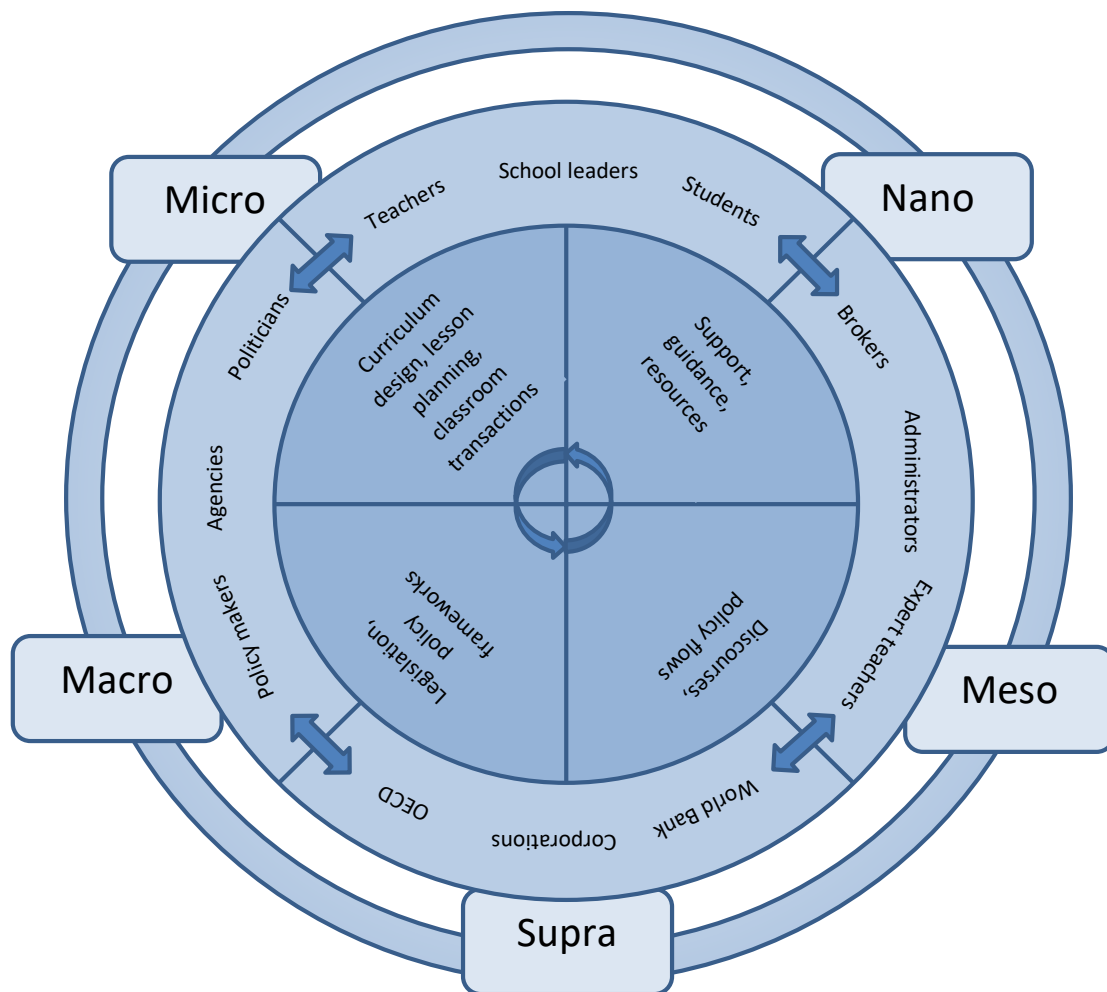 Micro
Nano
Macro
Meso
Supra
Teachers
School leaders
Students
Brokers
Administrators
Expert teachers
World Bank
Corporations
OECD
Policy makers
Agencies
Politicians
Curriculum
design, lesson
planning,
classroom
transactions
Support,
guidance,
resources
Discourses,
policy flows
Legislation,
policy
frameworks